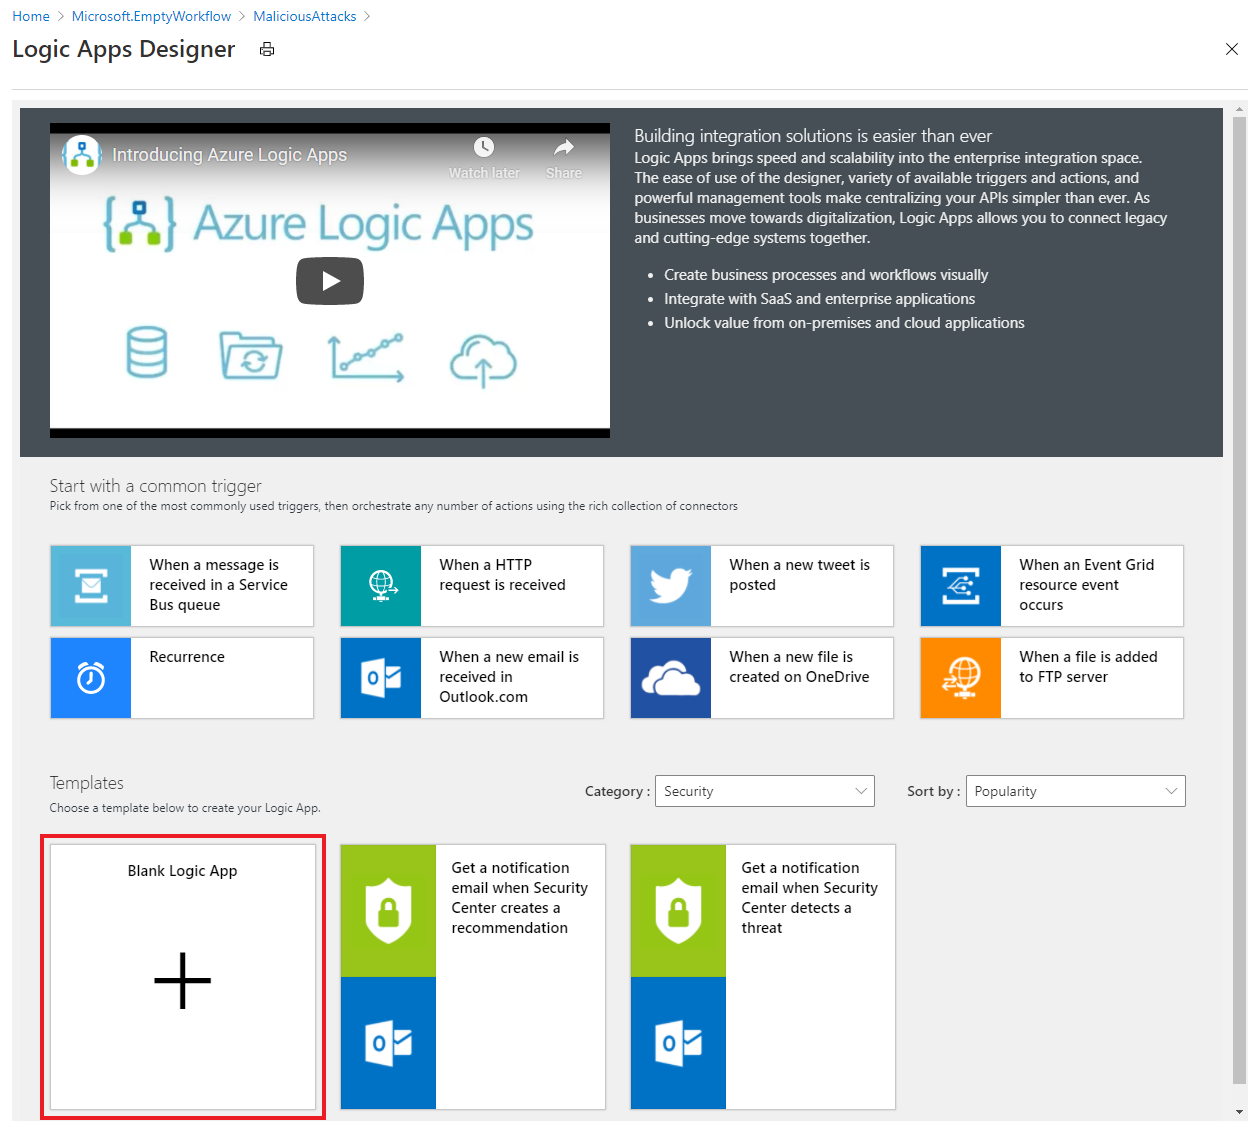 Home > Microsoft.EmptyWorkflow > MaliciousAttacks >
Logic Apps Designer
Introducing Azure Logic Apps
Watch later
Share
Azure Logic Apps
Building integration solutions is easier than ever
Logic Apps brings speed and scalability into the enterprise integration space.
The ease of use of the designer, variety of available triggers and actions, and
powerful management tools make centralizing your APIs simpler than ever. As
businesses move towards digitalization, Logic Apps allows you to connect legacy
and cutting-edge systems together.
• Create business processes and workflows visually
• Integrate with SaaS and enterprise applications
• Unlock value from on-premises and cloud applications
Start with a common trigger
Pick from one of the most commonly used triggers, then orchestrate any number of actions using the rich collection of connectors
When a message is
received in a Service
Bus queue
When a HTTP
request is received
When a new tweet is
posted
When an Event Grid
resource event
occurs
Recurrence
When a new email is
received in
Outlook.com
When a new file is
created on OneDrive
When a file is added
to FTP server
Templates
Choose a template below to create your Logic App.
Category : Security
Sort by : Popularity
Blank Logic App
Get a notification
email when Security
Center creates a
recommendation
Get a notification
email when Security
Center detects a
threat